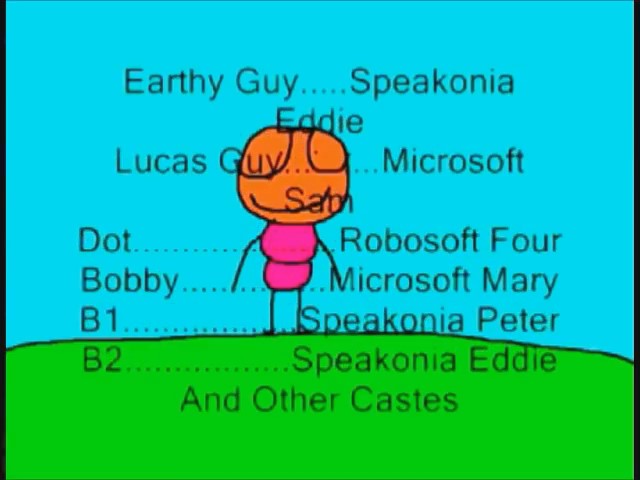 Earthy Guy.....Speakonia
Eddie
Lucas Guy.........Microsoft
Sam
Dot....................Robosoft Four
Bobby..............Microsoft Mary
B1..................Speakonia Peter
B2.................Speakonia Eddie
And Other Castes